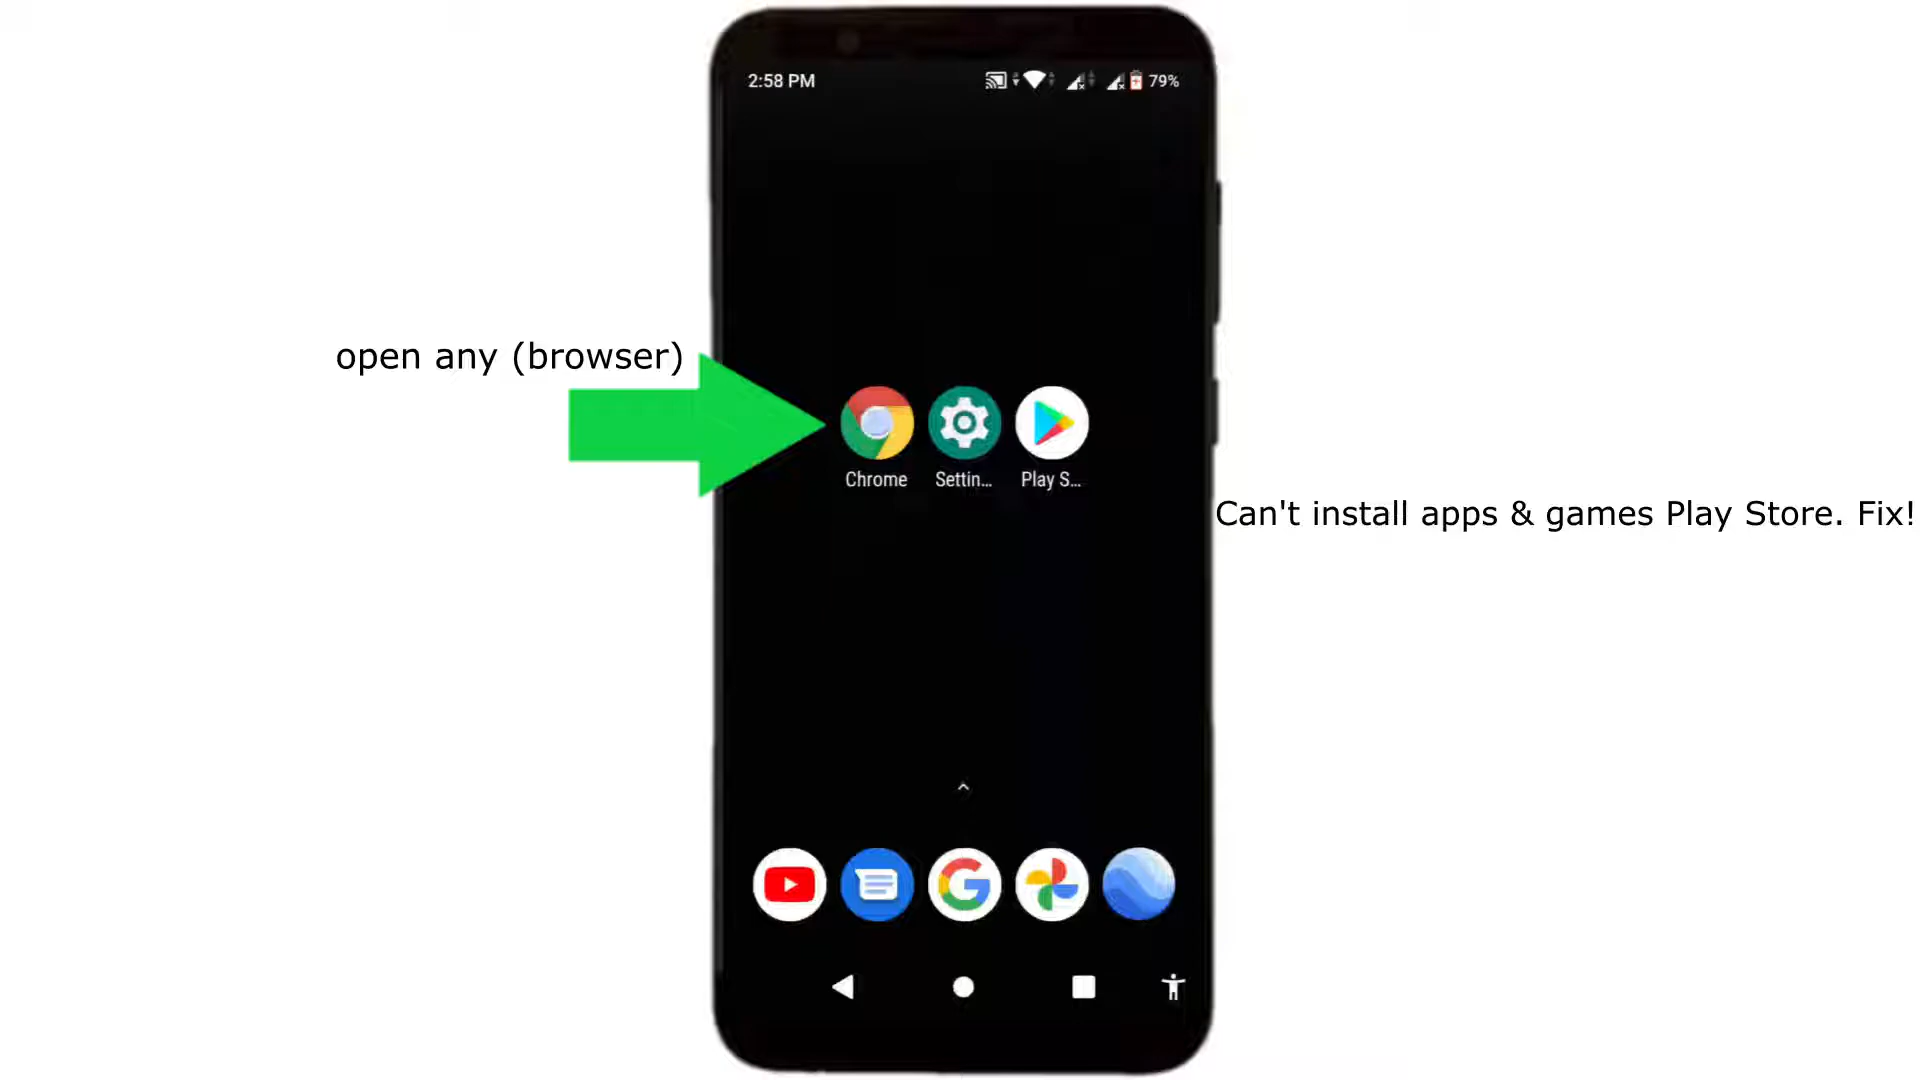 2:58 PM
79%
open any (browser)
Chrome
Settin...
Play S...
Can't install apps & games Play Store. Fix!